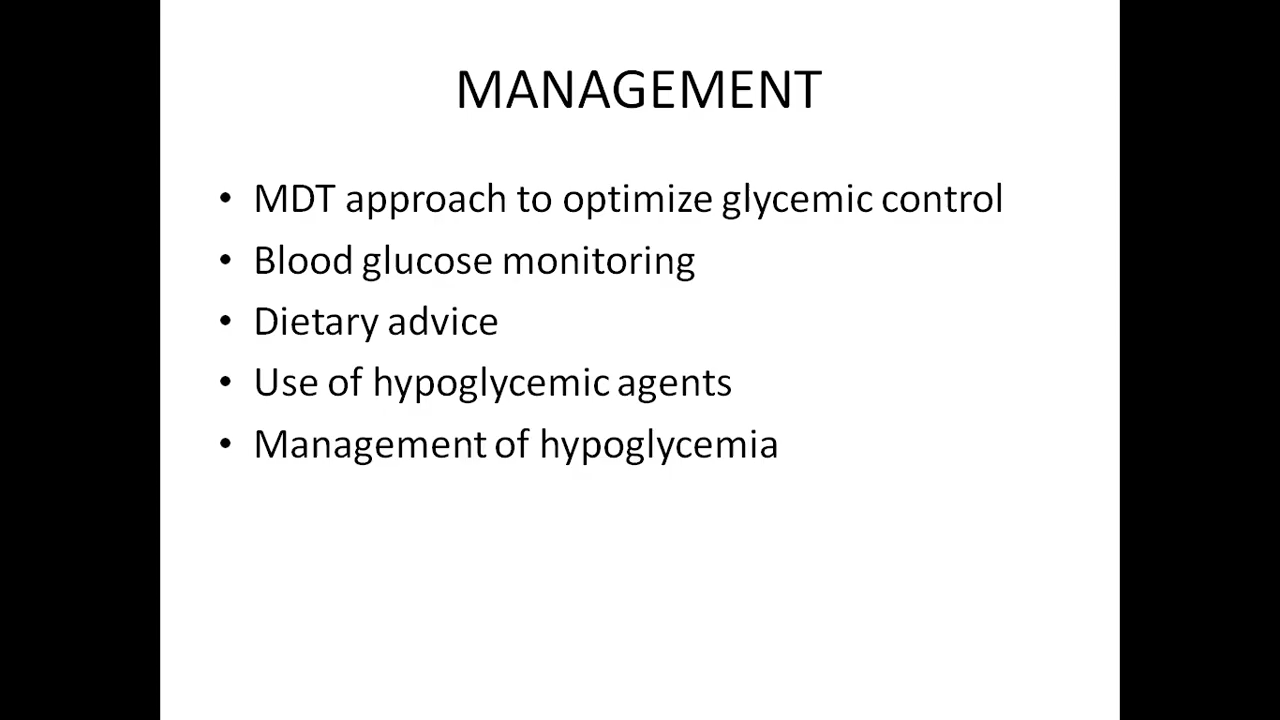 MANAGEMENT
• MDT approach to optimize glycemic control
• Blood glucose monitoring
• Dietary advice
• Use of hypoglycemic agents
• Management of hypoglycemia